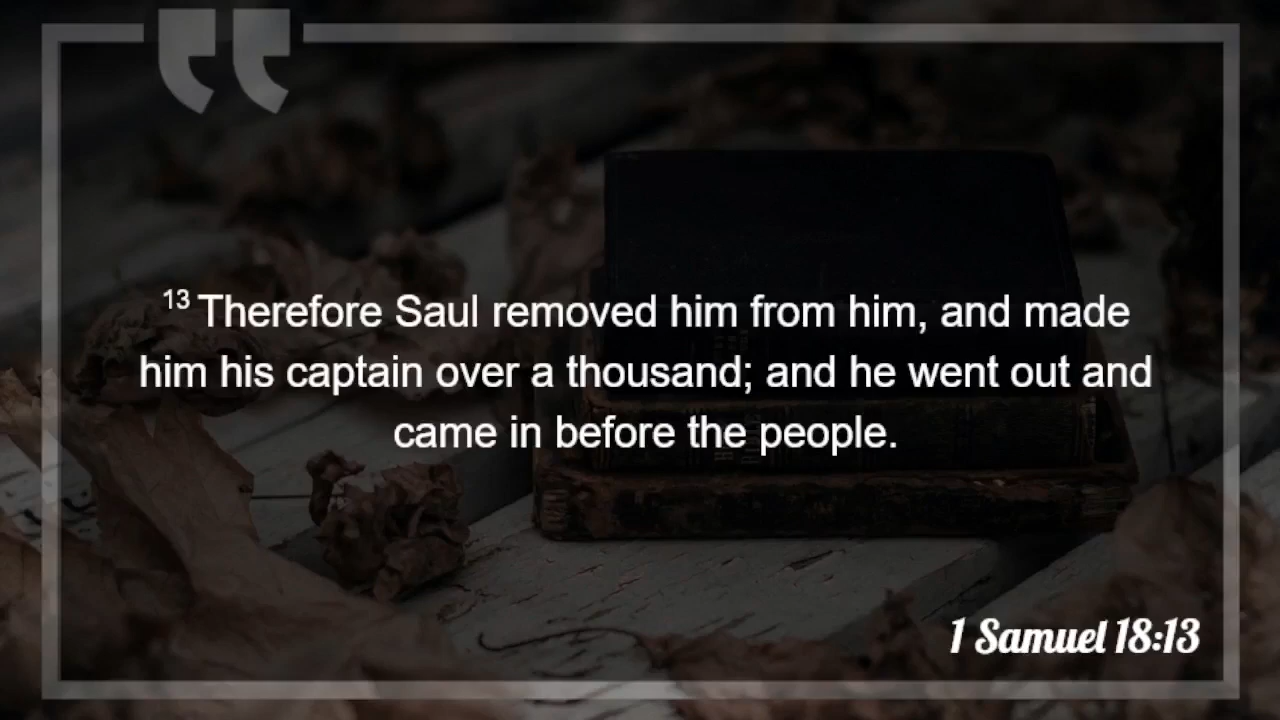 13 Therefore Saul removed him from him, and made
him his captain over a thousand; and he went out and
came in before the people.
1 Samuel 18:13